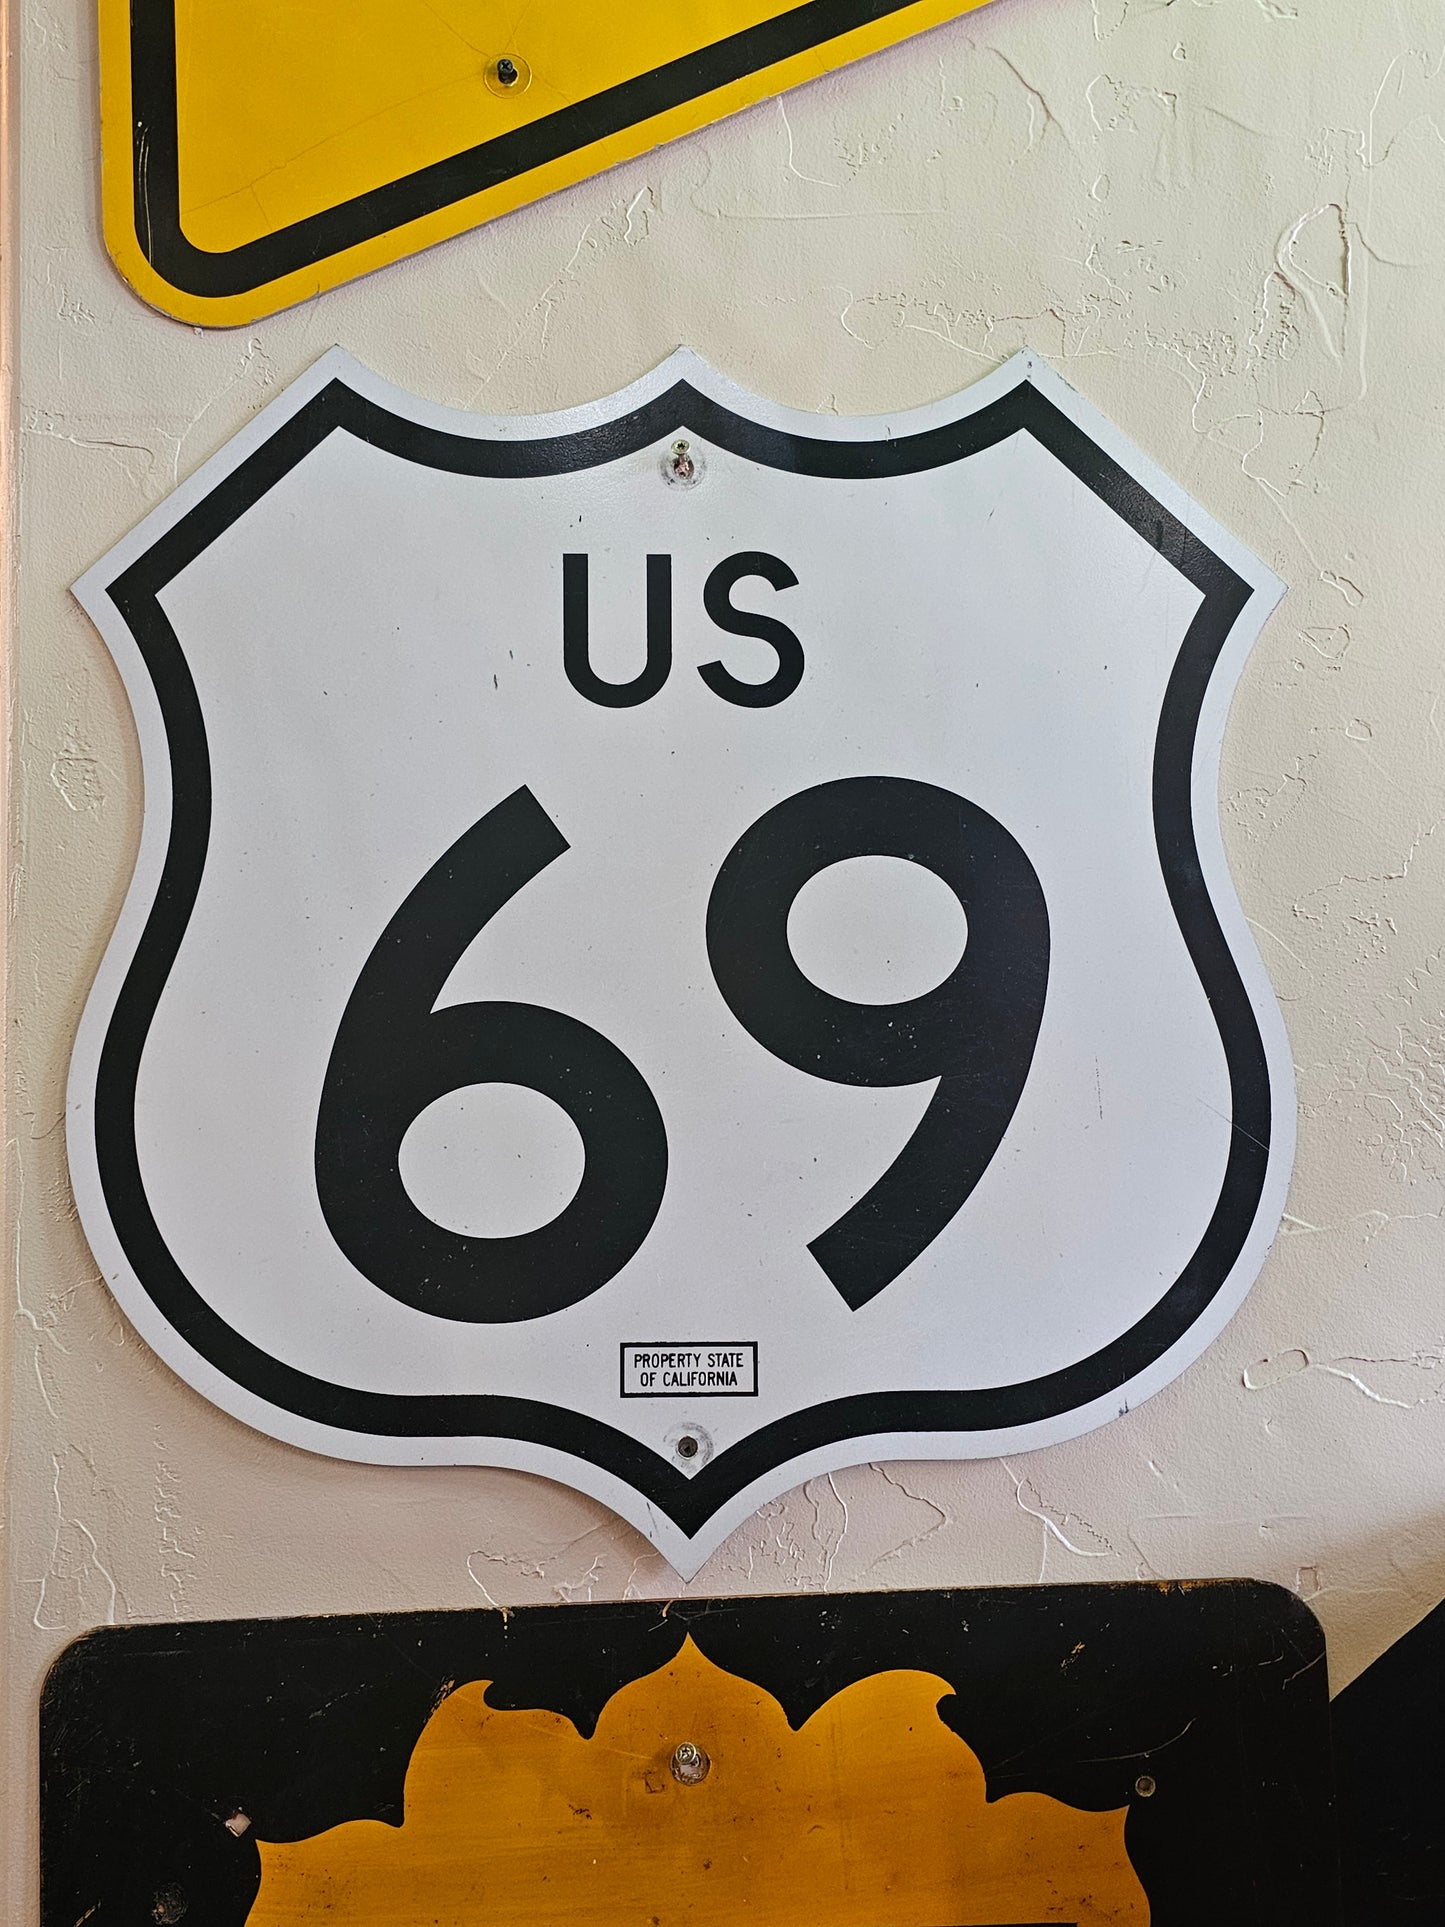 US
69
PROPERTY STATE
OF CALIFORNIA